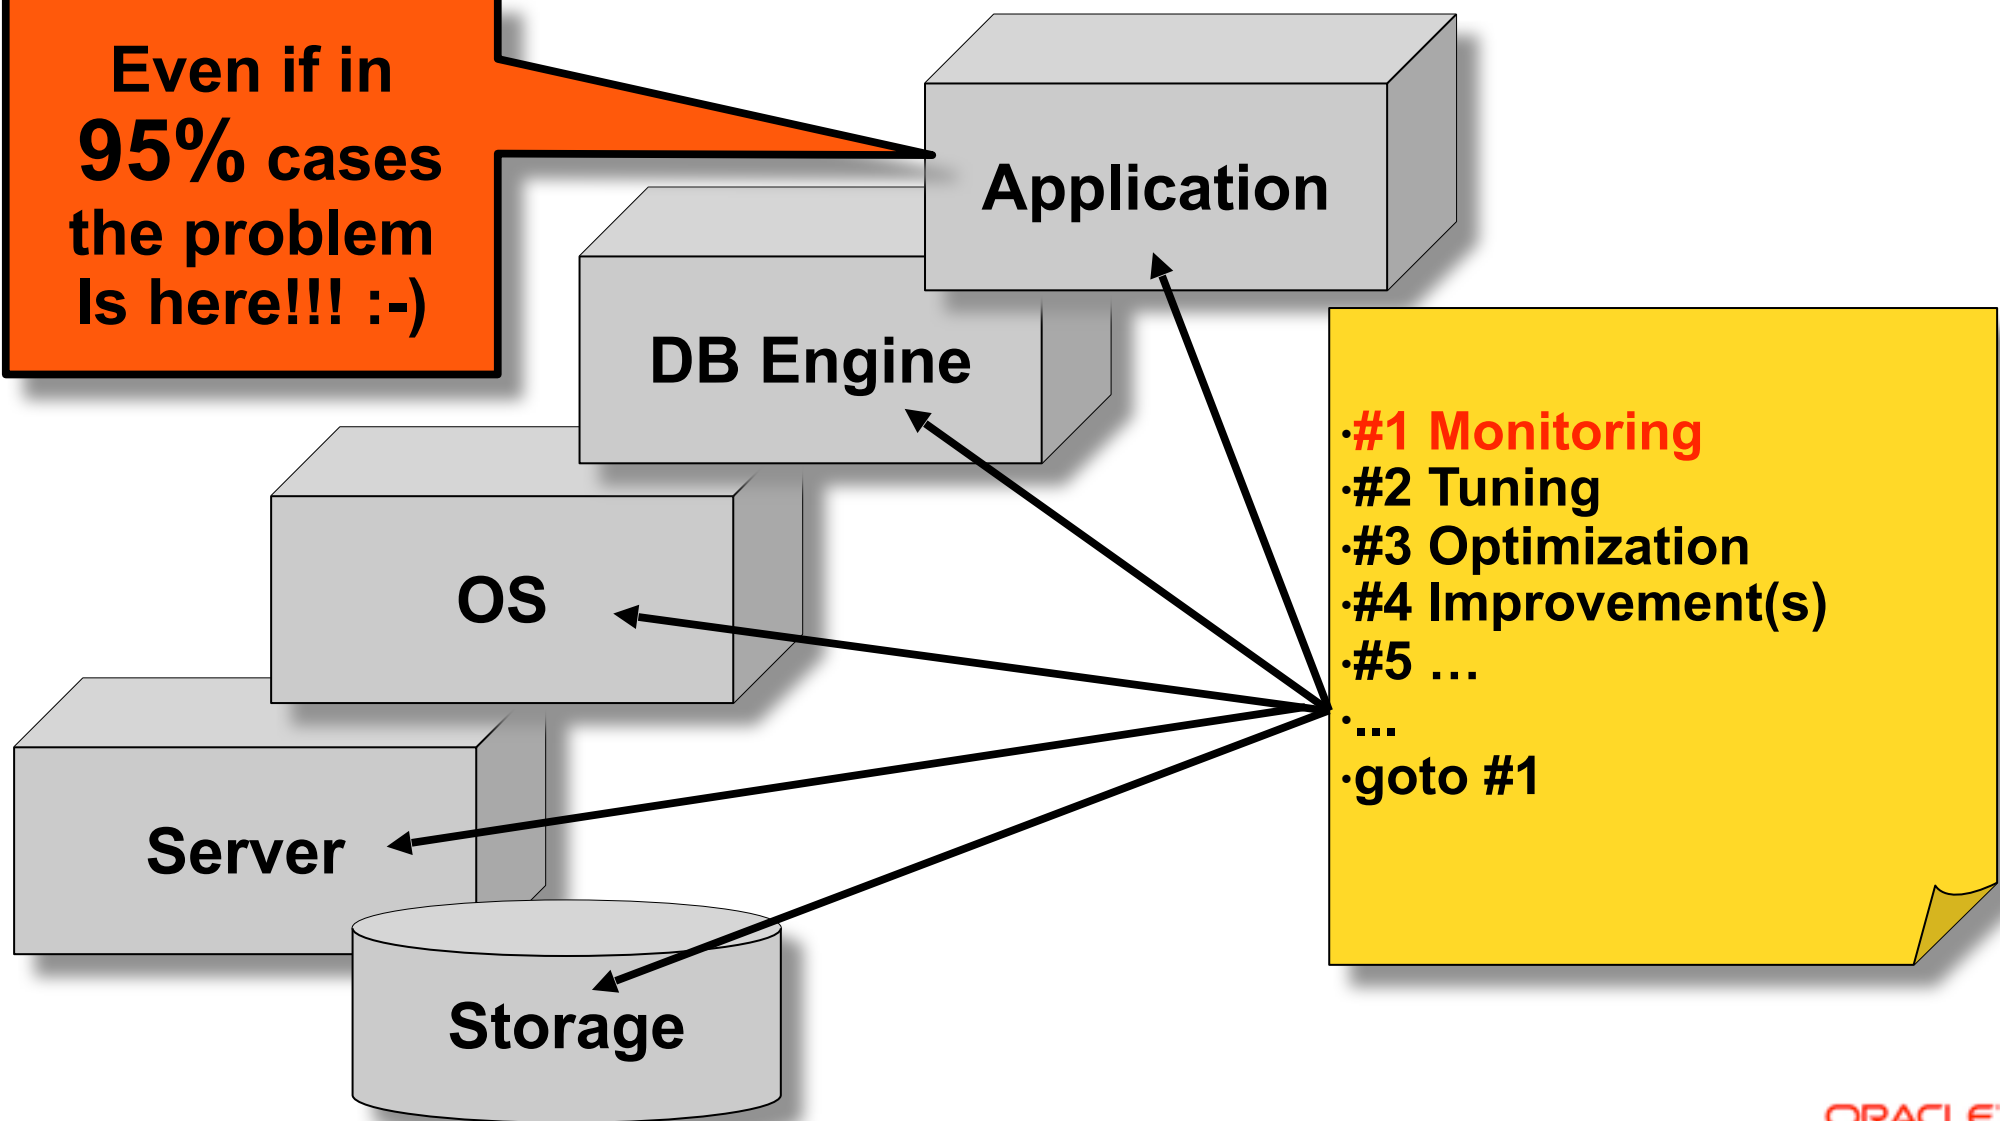 Even if in
95% cases
the problem
Is here!!! :-)
Application
DB Engine
OS
Server
Storage
·#1 Monitoring
·#2 Tuning
·#3 Optimization
·#4 Improvement(s)
·#5 …
·...
·goto #1
ORACLE